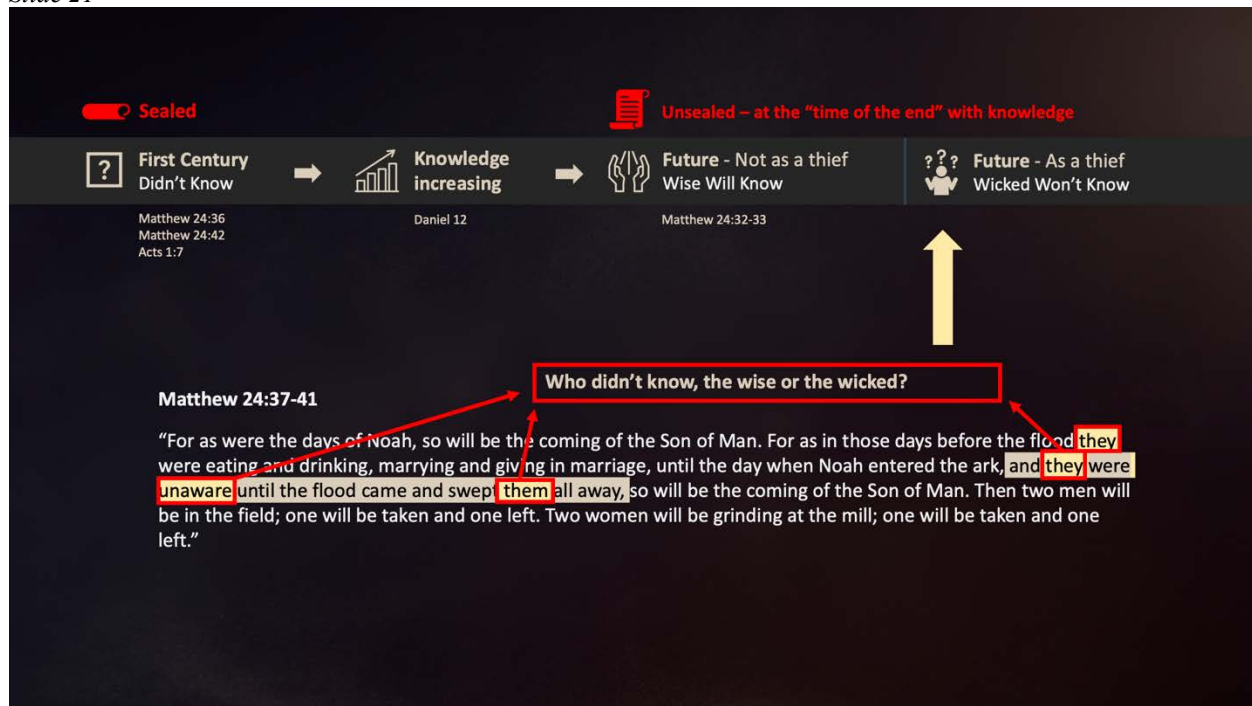 Slide 21
Sealed
Unsealed – at the “time of the end” with knowledge
?
First Century
Didn’t Know
Knowledge
increasing
Future - Not as a thief
Wise Will Know
???
Future - As a thief
Wicked Won’t Know
Matthew 24:36
Matthew 24:42
Acts 1:7
Daniel 12
Matthew 24:32-33
Who didn’t know, the wise or the wicked?
Matthew 24:37-41
“For as were the days of Noah, so will be the coming of the Son of Man. For as in those days before the flood they
were eating and drinking, marrying and giving in marriage, until the day when Noah entered the ark, and they were
unaware until the flood came and swept them all away, so will be the coming of the Son of Man. Then two men will
be in the field; one will be taken and one left. Two women will be grinding at the mill; one will be taken and one
left.”